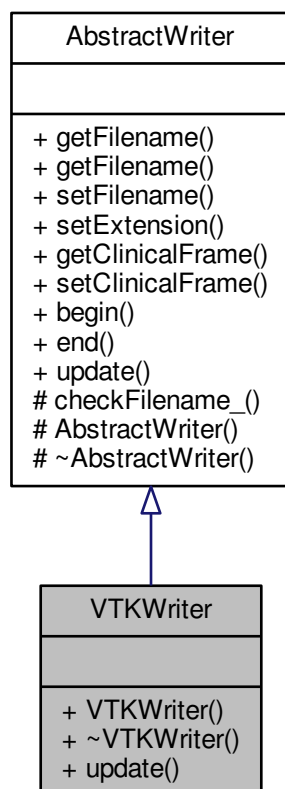 AbstractWriter
+ getFilename()
+ getFilename()
+ setFilename()
+ setExtension()
+ getClinicalFrame()
+ setClinicalFrame()
+ begin()
+ end()
+ update()
# checkFilename_()
# AbstractWriter()
# ~AbstractWriter()
VTKWriter
+ VTKWriter()
+ ~VTKWriter()
+ update()